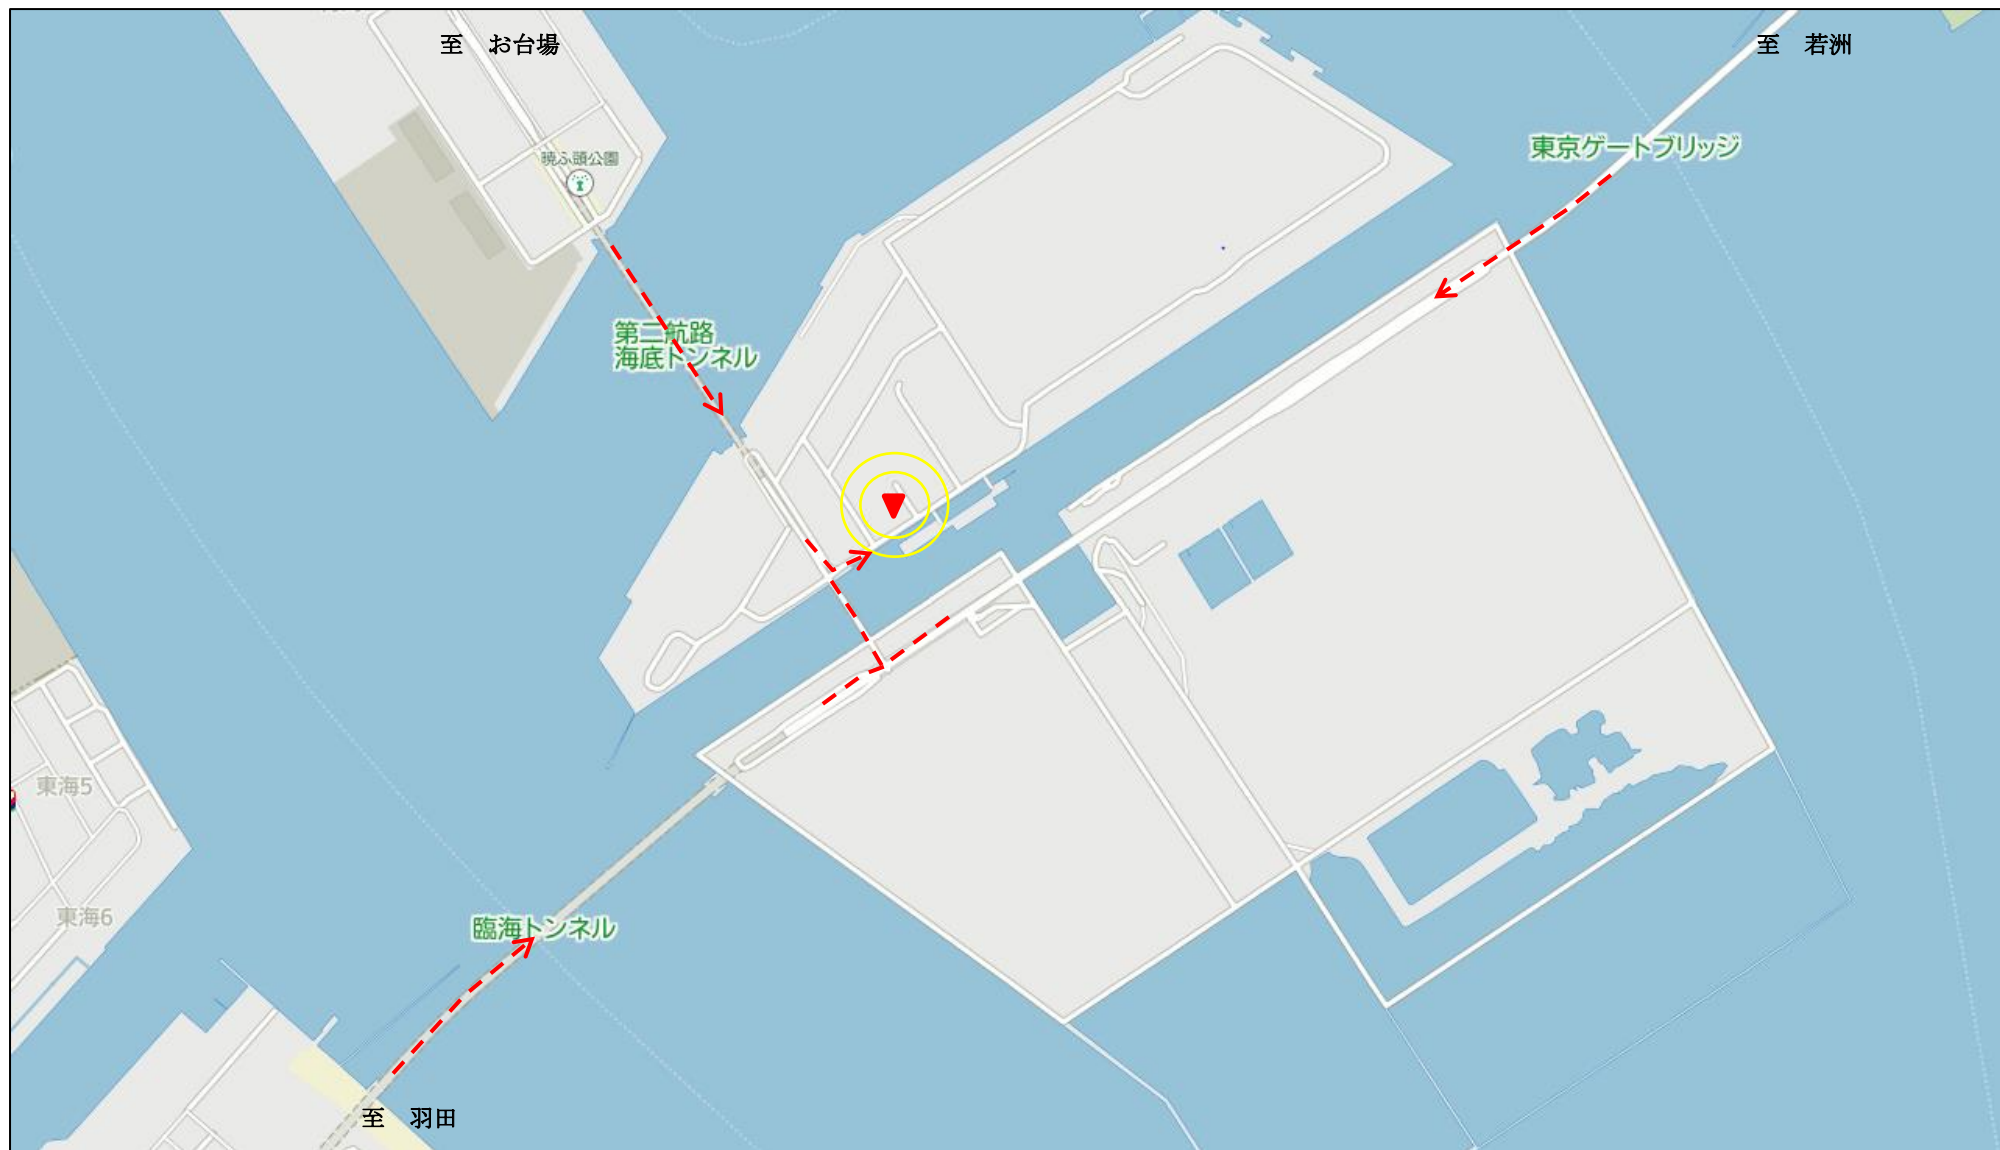 至　お台場
至　若洲
東京ゲートブリッジ
暁ふ頭公園
第二航路
海底トンネル
東海5
東海6
臨海トンネル
至　羽田